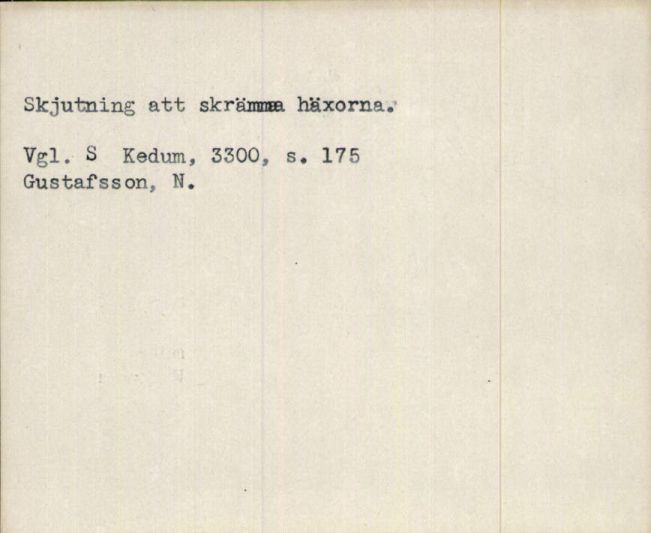 Skjutning att skrämma häxorna.
Vgl. S Kedum, 3300, s. 175
Gustafsson, N.